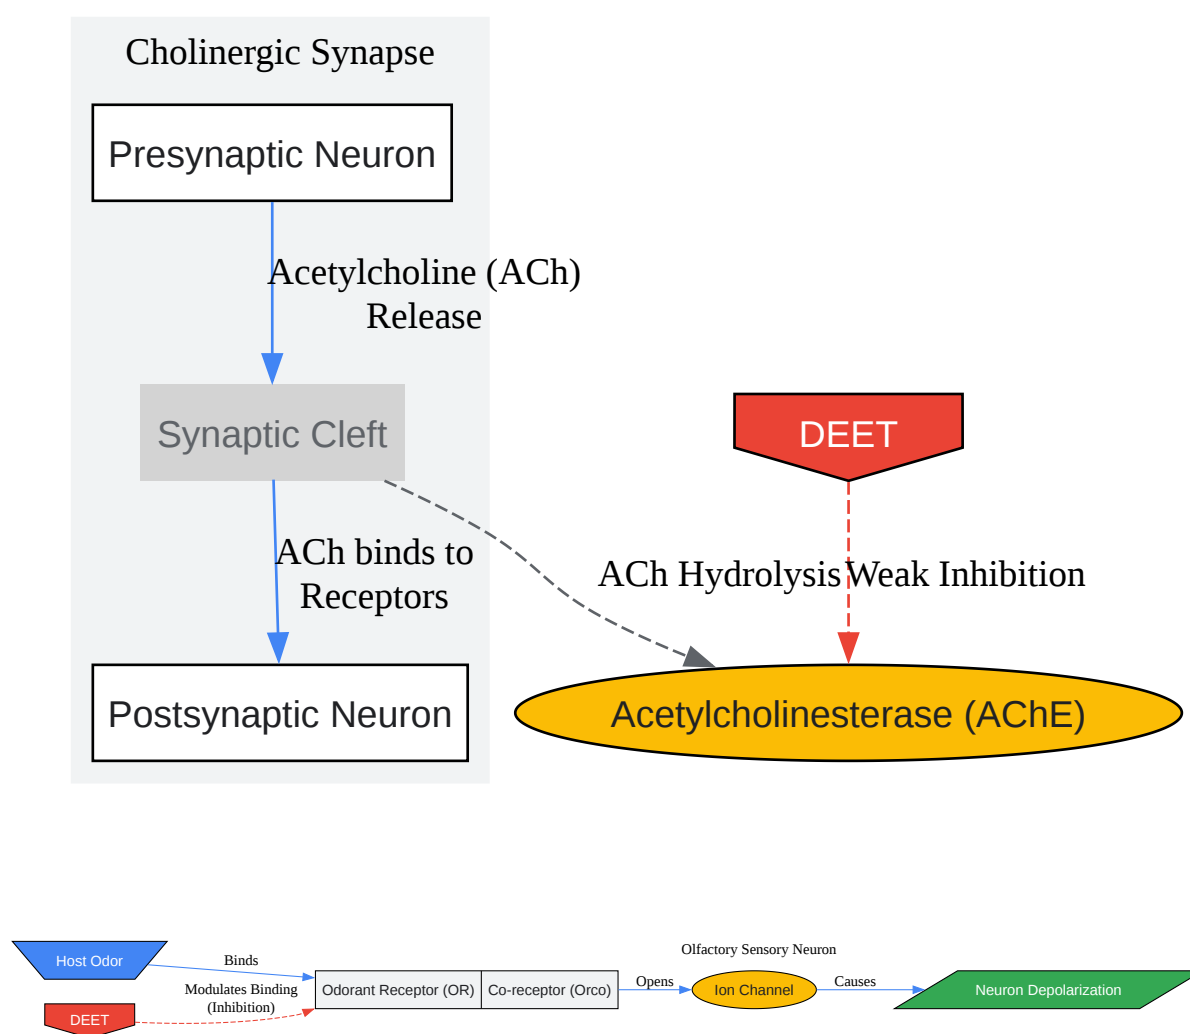 Cholinergic Synapse
Presynaptic Neuron
Acetylcholine (ACh)
Release
Synaptic Cleft
DEET
ACh binds to
Receptors
ACh Hydrolysis
Weak Inhibition
Postsynaptic Neuron
Acetylcholinesterase (AChE)
Host Odor
Binds
Olfactory Sensory Neuron
Modulates Binding
(Inhibition)
Odorant Receptor (OR)
Co-receptor (Orco)
Opens
Ion Channel
Causes
Neuron Depolarization
DEET